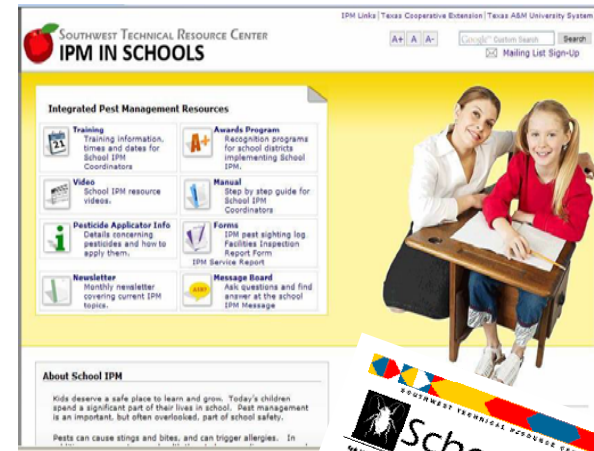 IPM Links | Texas Cooperative Extension | Texas A&M University System
SOUTHWEST TECHNICAL RESOURCE CENTER
IPM IN SCHOOLS
A+ A A-
Google™ Custom Search Search
Mailing List Sign-Up
Integrated Pest Management Resources
Training
Training information,
times and dates for
School IPM
Coordinators
Awards Program
Recognition programs
for school districts
implementing School
IPM.
Video
School IPM resource
videos.
Manual
Step by step guide for
School IPM
Coordinators
Pesticide Applicator Info
Details concerning
pesticides and how to
apply them.
Forms
IPM pest sighting log
Facilities Inspection
Report Form
IPM Service Report
Newsletter
Monthly newsletter
covering current IPM
topics.
Message Board
Ask questions and find
answer at the school
IPM Message
About School IPM
Kids deserve a safe place to learn and grow. Today's children
spend a significant part of their lives in school. Pest management
is an important, but often overlooked, part of school safety.
Pests can cause stings and bites, and can trigger allergies. In
SOUTHWEST TECHNICAL RESOURCE
Scho